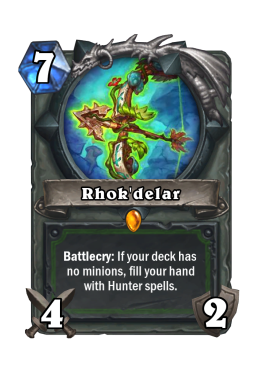 7
Rhok'delar
Battlecry: If your deck has
no minions, fill your hand
with Hunter spells.
4 2